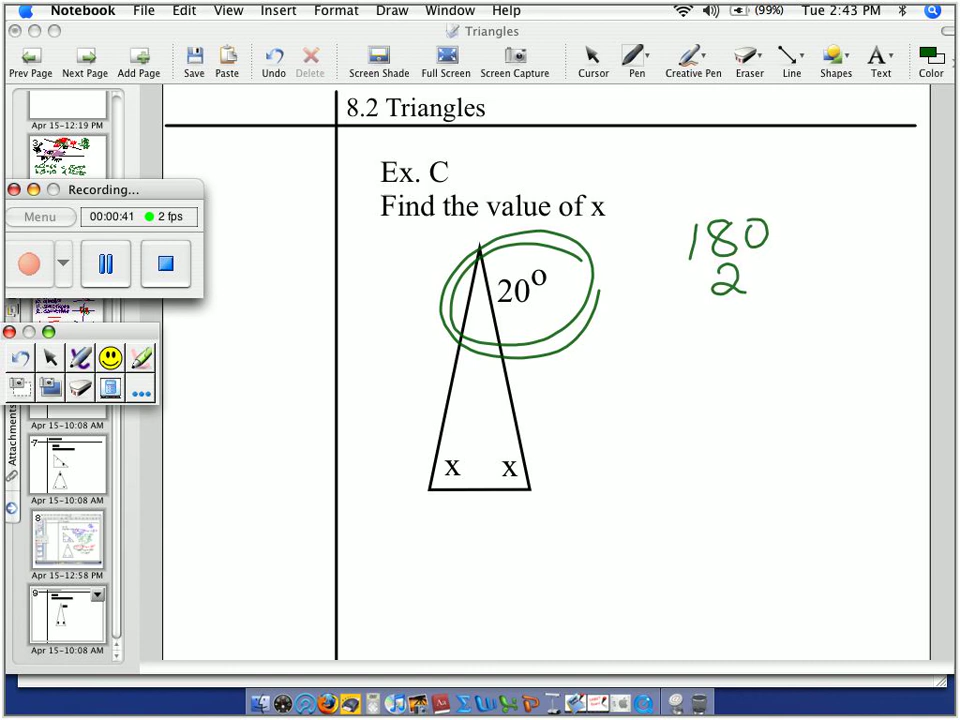 Notebook File Edit View Insert Format Draw Window Help (99%) Tue 2:43 PM
Triangles
Prev Page Next Page Add Page Save Paste Undo Delete Screen Shade Full Screen Screen Capture Cursor Pen Creative Pen Eraser Line Shapes Text Color
Apr 15-12:19 PM
3
Recording...
Menu 00:00:41 2 fps
Attachments
Apr 15-10:08 AM
7
Apr 15-10:08 AM
8
Apr 15-12:58 PM
9
Apr 15-10:08 AM
8.2 Triangles
Ex. C
Find the value of x
20°
x x
180
2